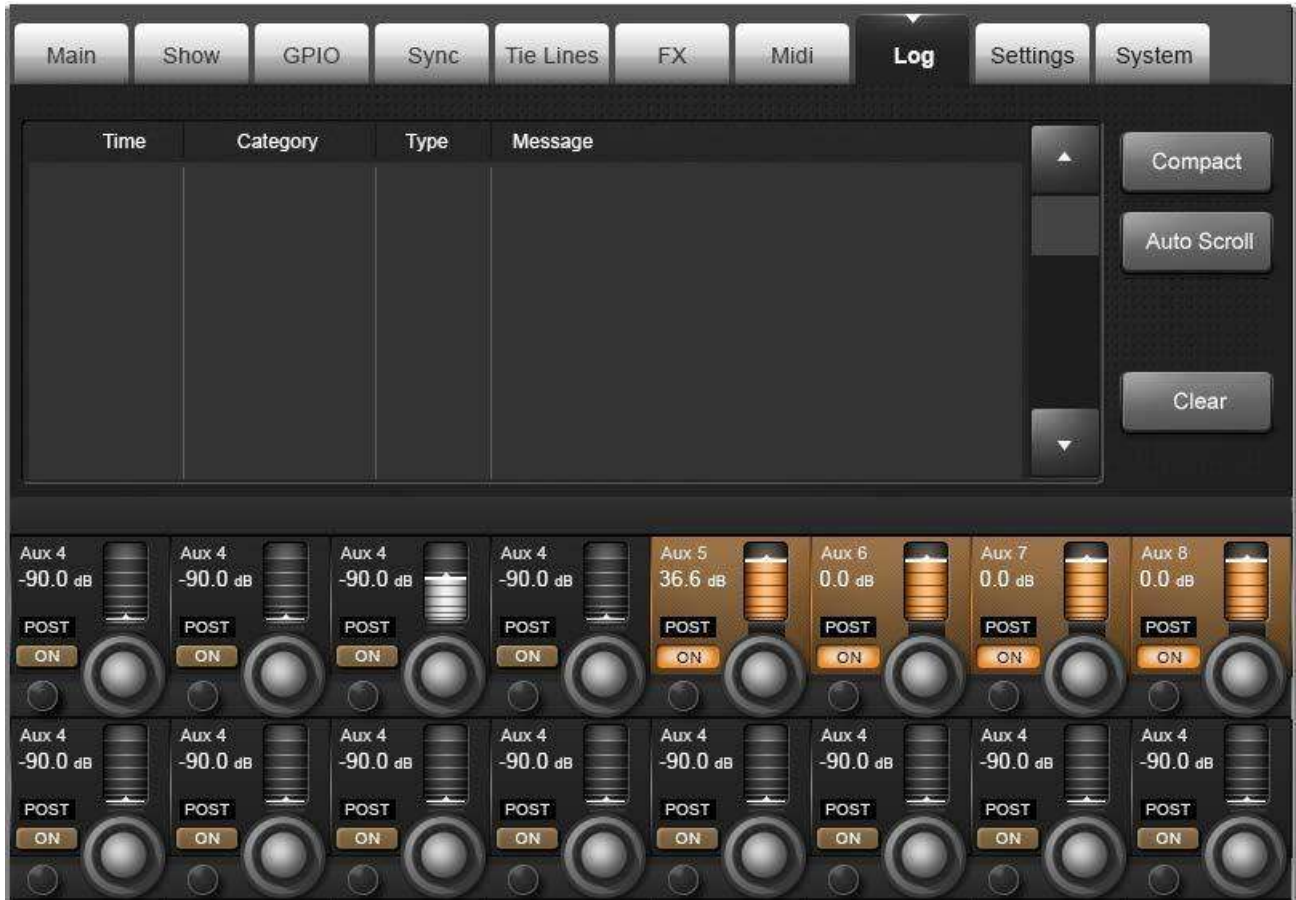 Main Show GPIO Sync Tie Lines FX Midi Log Settings System
Time Category Type Message
Compact
Auto Scroll
Clear
Aux 4 Aux 4 Aux 4 Aux 4 Aux 5 Aux 6 Aux 7 Aux 8
-90.0 dB -90.0 dB -90.0 dB -90.0 dB 36.6 dB 0.0 dB 0.0 dB 0.0 dB
POST POST POST POST POST POST POST POST
ON ON ON ON ON ON ON ON
Aux 4 Aux 4 Aux 4 Aux 4 Aux 4 Aux 4 Aux 4 Aux 4
-90.0 dB -90.0 dB -90.0 dB -90.0 dB -90.0 dB -90.0 dB -90.0 dB -90.0 dB
POST POST POST POST POST POST POST POST
ON ON ON ON ON ON ON ON